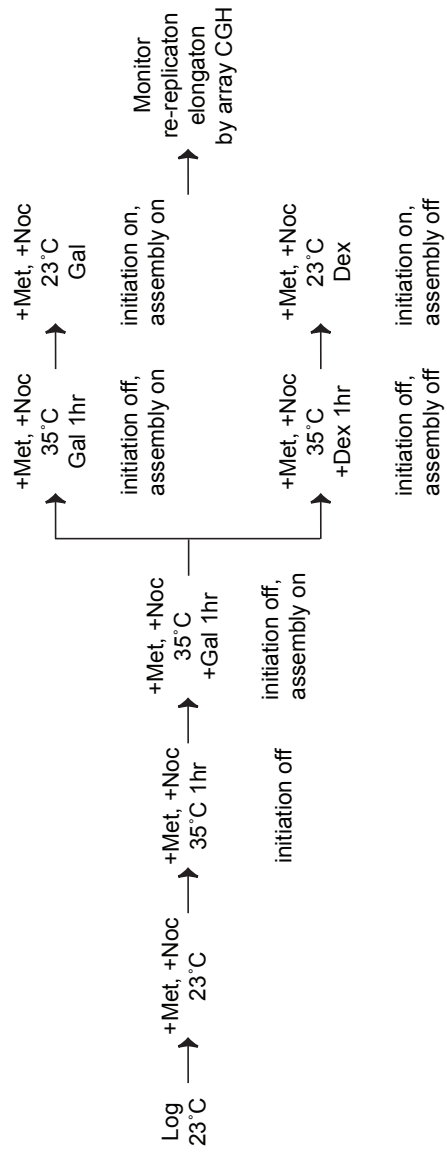 Log
23˚C
+Met, +Noc
23˚C
+Met, +Noc
35˚C 1hr
initiation off
+Met, +Noc
35˚C
+Gal 1hr
initiation off,
assembly on
+Met, +Noc
35˚C
Gal 1hr
initiation off,
assembly on
+Met, +Noc
23˚C
Gal
initiation on,
assembly on
Monitor
re-replicaton
elongaton
by array CGH
+Met, +Noc
35˚C
+Dex 1hr
initiation off,
assembly off
+Met, +Noc
23˚C
Dex
initiation on,
assembly off